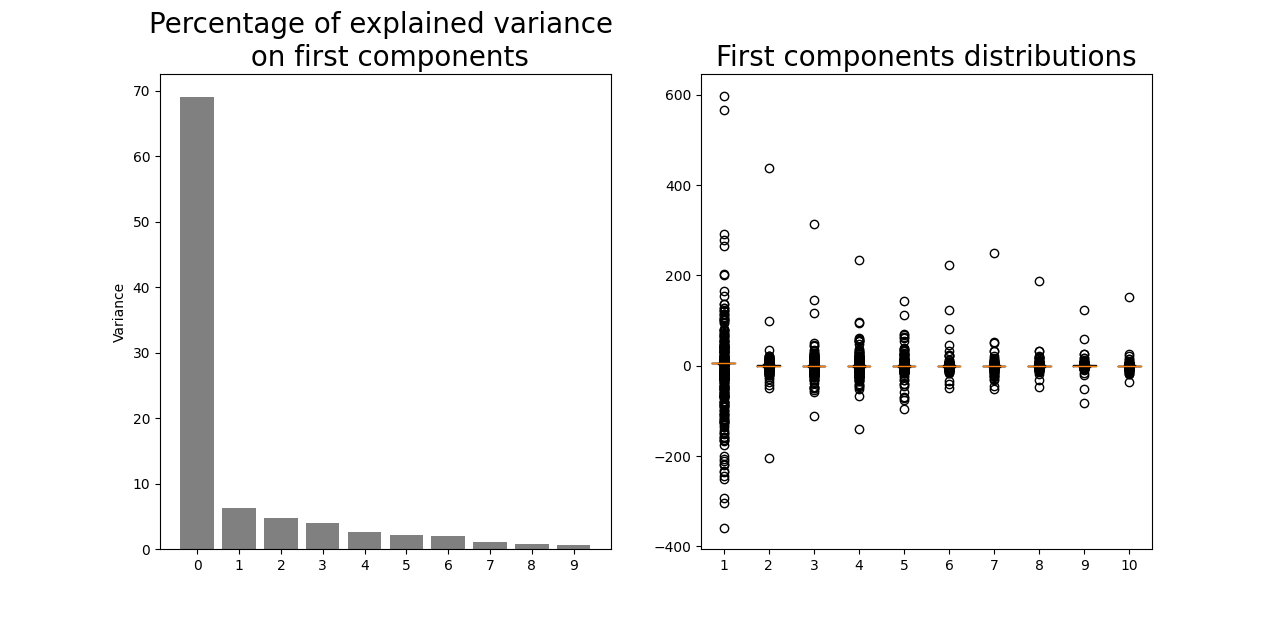 Percentage of explained variance
on first components
Variance
70
60
50
40
30
20
10
0
0 1 2 3 4 5 6 7 8 9
First components distributions
600
400
200
0
−200
−400
1 2 3 4 5 6 7 8 9 10